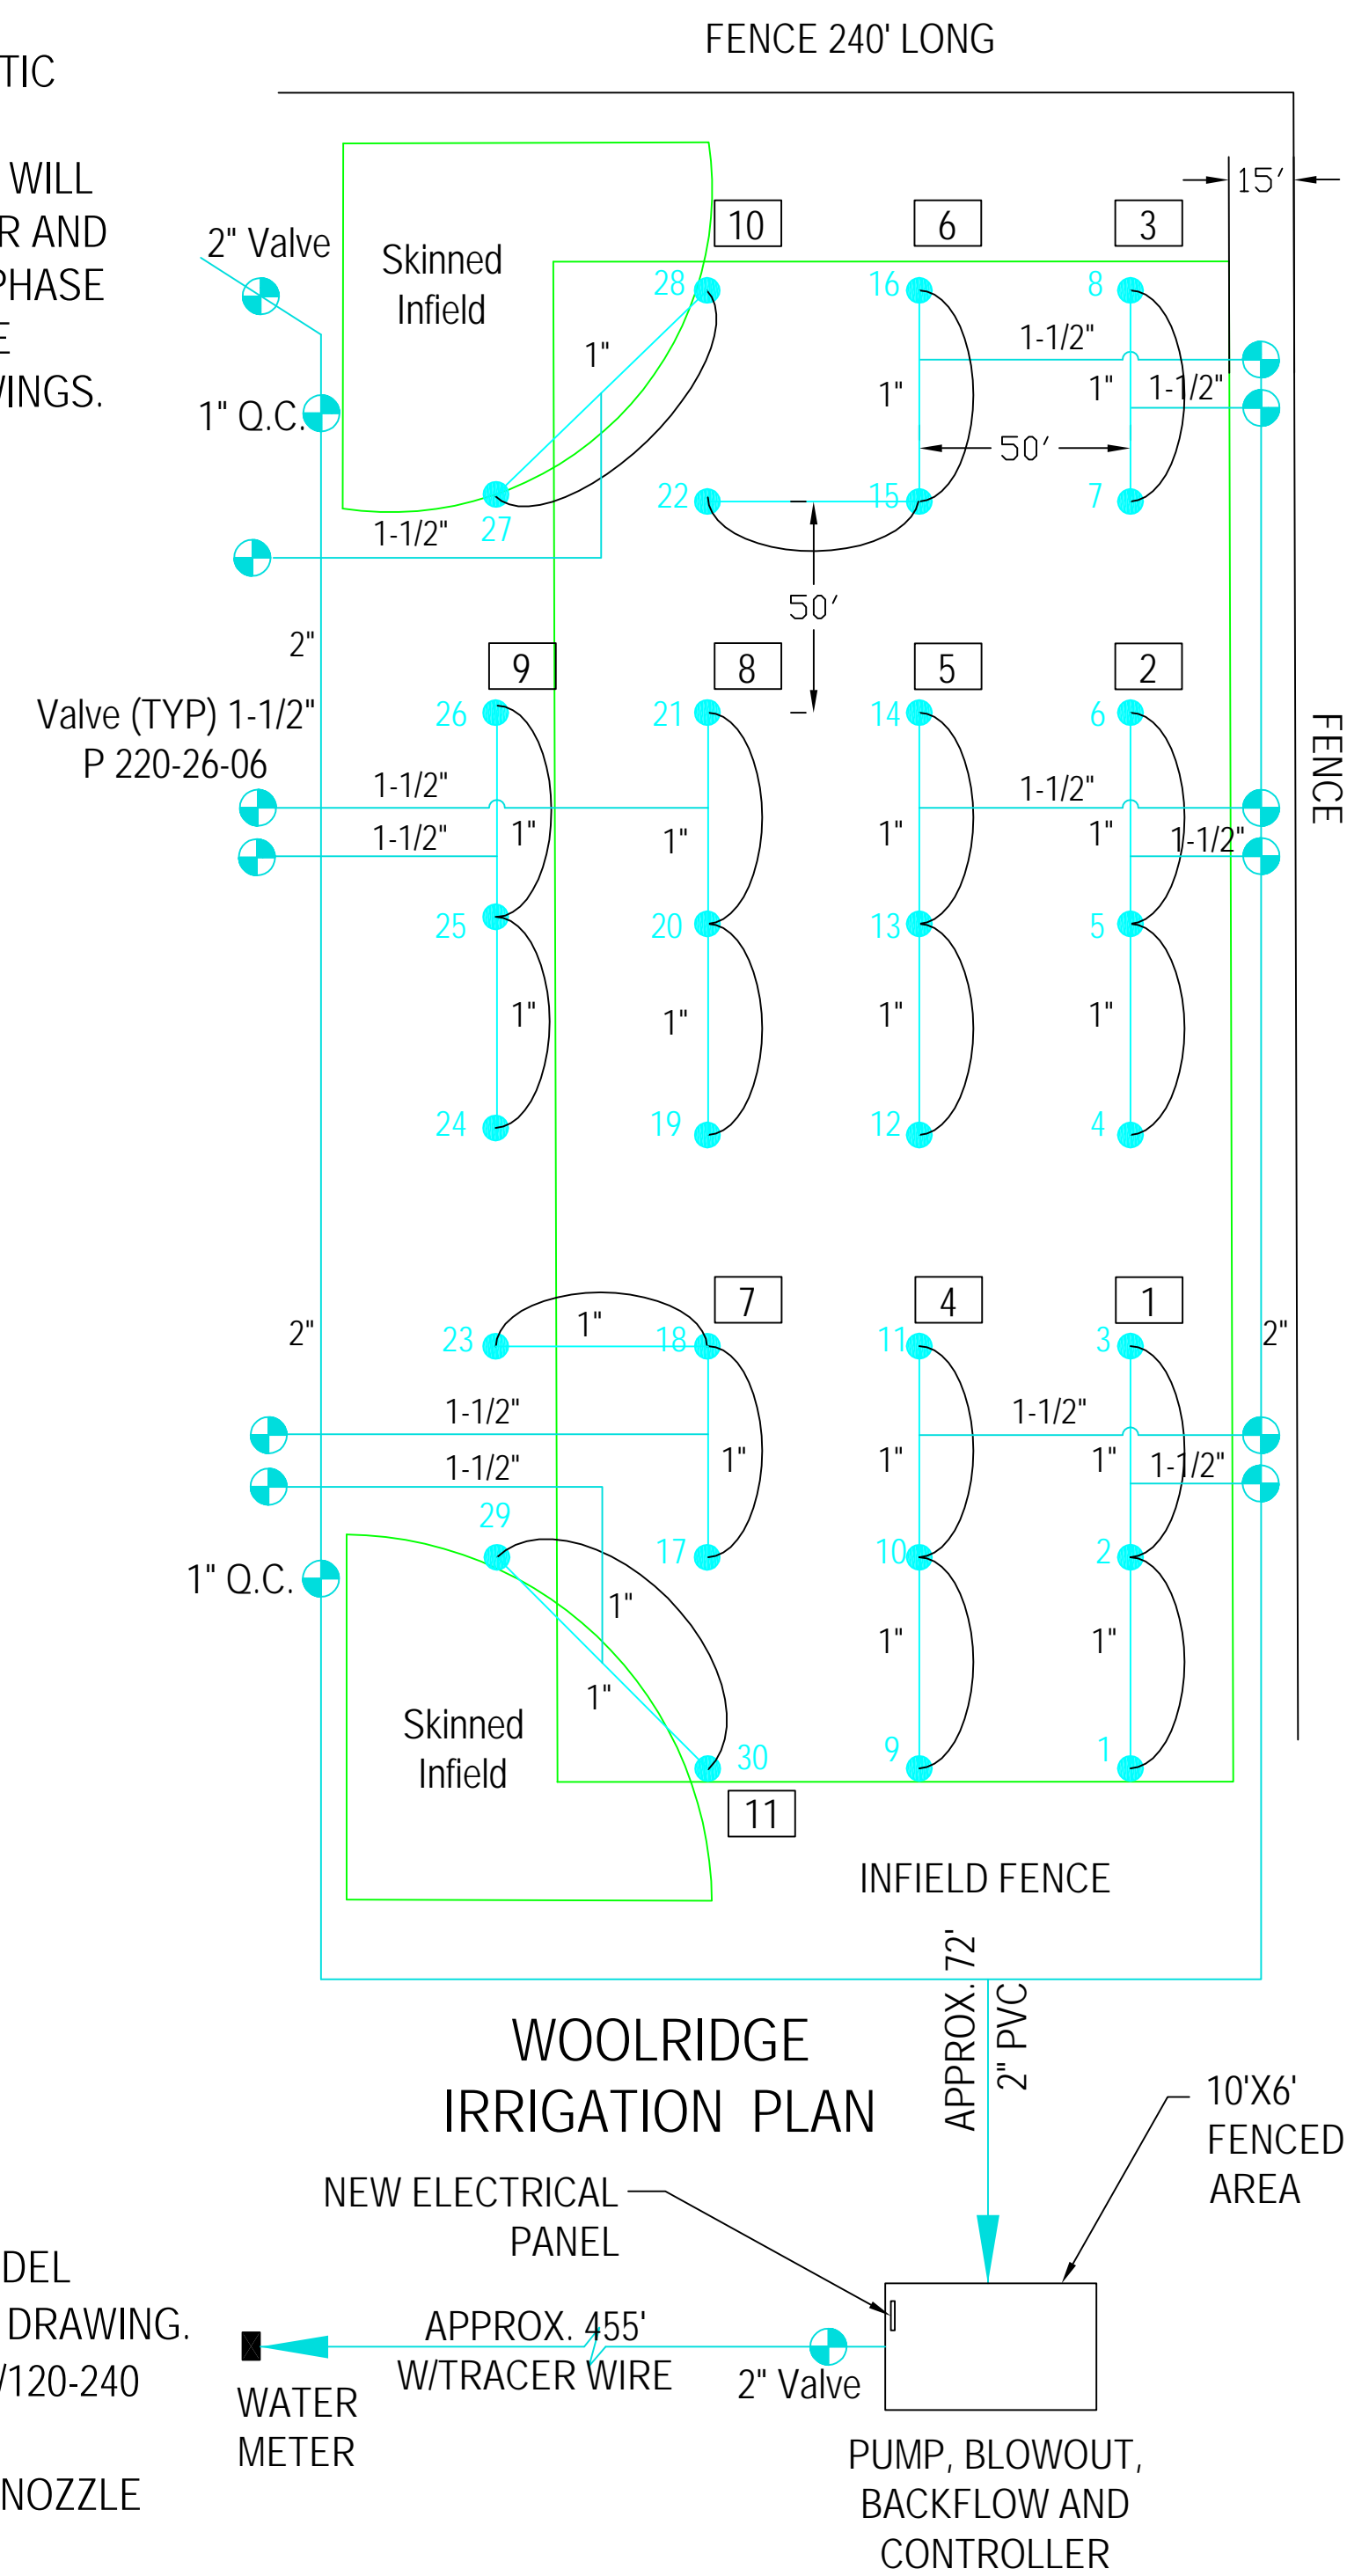 FENCE 240' LONG
TIC
WILL
R AND
PHASE
E
WINGS.
15'
2" Valve
Skinned
Infield
10
6
3
28
16
8
1-1/2"
1"
1"
1"
1-1/2"
1" Q.C.
50'
27
22
15
7
1-1/2"
50'
2"
9
8
5
2
Valve (TYP) 1-1/2"
P 220-26-06
26
21
14
6
FENCE
1-1/2"
1-1/2"
1-1/2"
1"
1"
1"
1"
1-1/2"
25
20
13
5
1"
1"
1"
1"
24
19
12
4
7
4
1
2"
23
1"
18
11
3
2"
1-1/2"
1-1/2"
1-1/2"
1"
1"
1"
1-1/2"
29
17
10
2
1" Q.C.
1"
1"
1"
1"
Skinned
Infield
30
9
1
11
INFIELD FENCE
APPROX. 72'
2" PVC
WOOLRIDGE
IRRIGATION PLAN
10'X6'
FENCED
AREA
NEW ELECTRICAL
PANEL
DEL
DRAWING.
/120-240
NOZZLE
APPROX. 455'
W/TRACER WIRE
2" Valve
WATER
METER
PUMP, BLOWOUT,
BACKFLOW AND
CONTROLLER